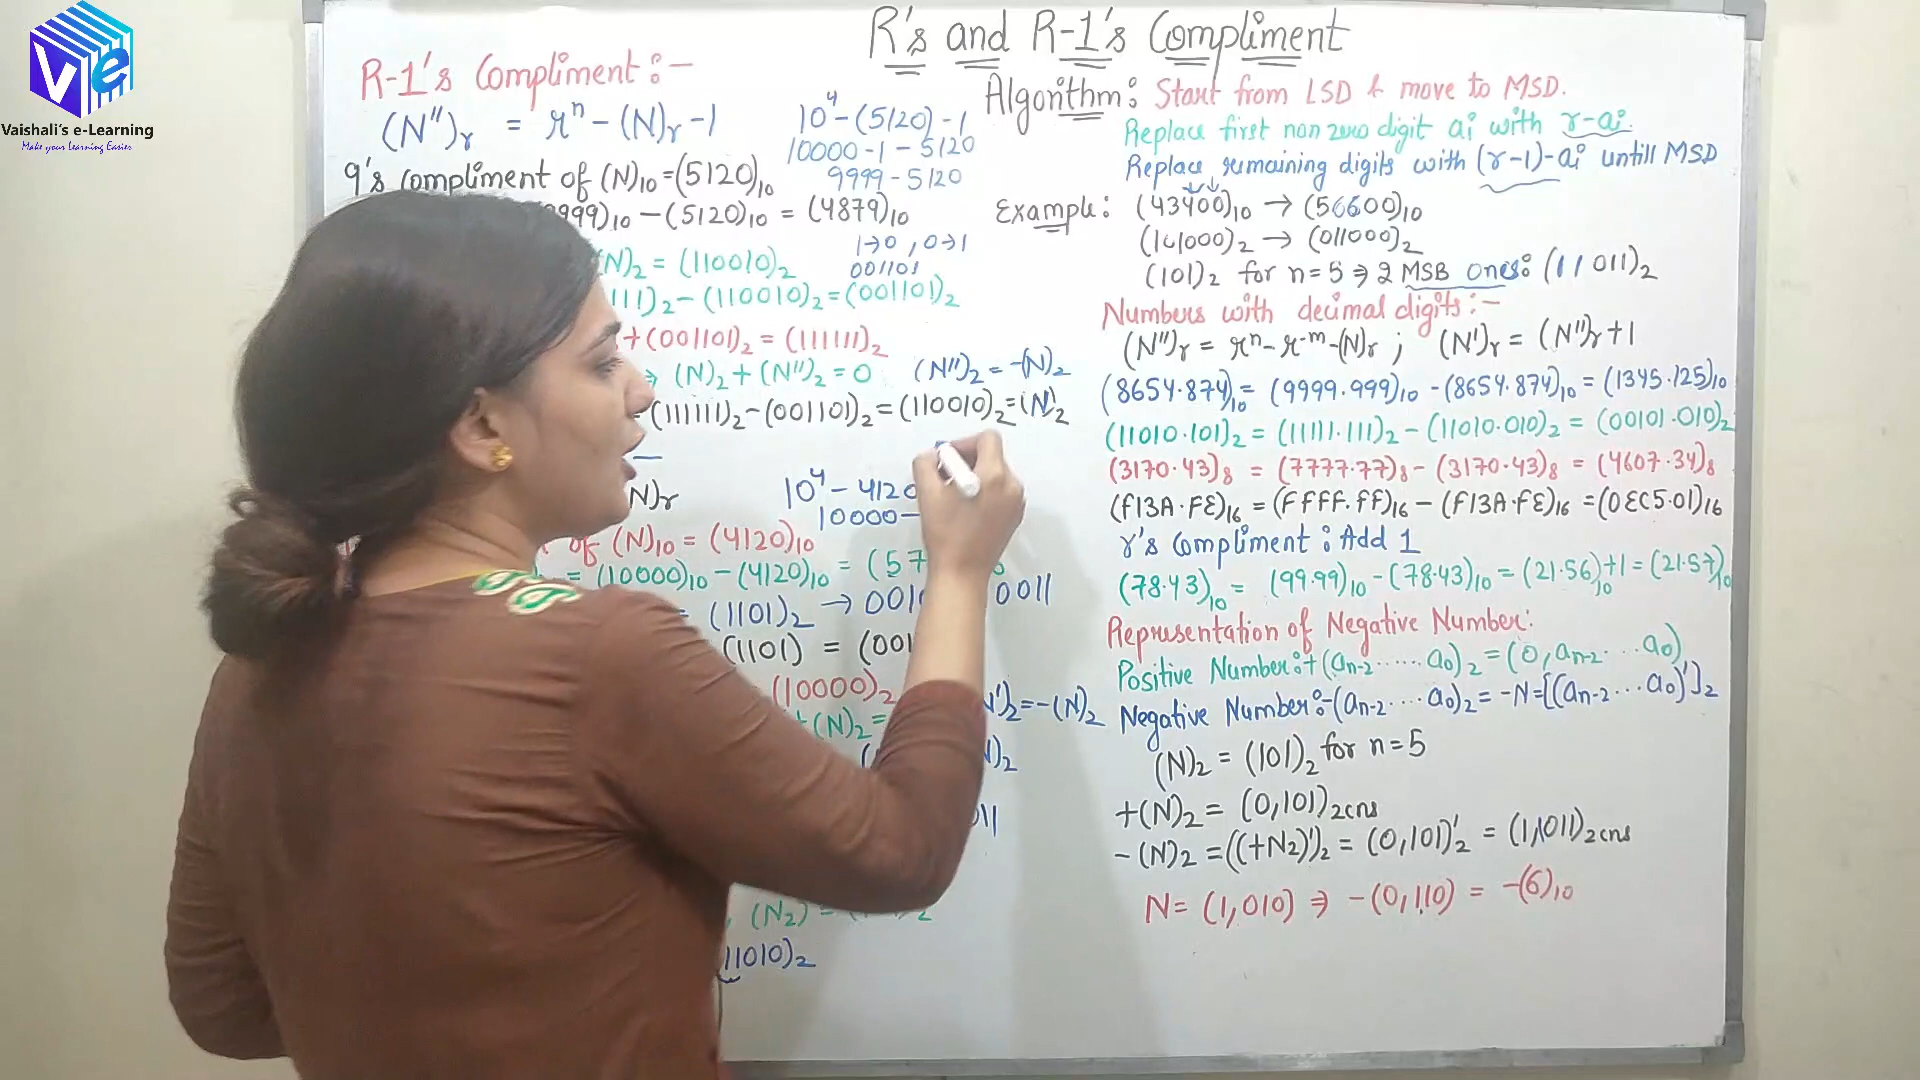 Vaishali's e-Learning
Make your Learning Easier
R's and R-1's Compliment
R-1's Compliment :-
(N'')r = r^n - (N)r - 1
10^4 - (5120) - 1
10000 - 1 - 5120
9999 - 5120
9's compliment of (N)10 = (5120)10
999)10 - (5120)10 = (4879)10
1→0, 0→1
001101
N)2 = (110010)2
111)2 - (110010)2 = (001101)2
+(001101)2 = (111111)2
⇒ (N)2 + (N'')2 = 0 (N'')2 = -(N)2
(111111)2 - (001101)2 = (110010)2 = (N)2
N)r
10^4 - 4120
10000 -
of (N)10 = (4120)10
= (10000)10 - (4120)10 = (5
= (1101)2 → 0011
(1101) = (001
(10000)2
+(N)2 =
N')2 = -(N)2
N)2
011
, (N2) =
11010)2
Algorithm: Start from LSD & move to MSD.
Replace first non zero digit ai with r-ai.
Replace remaining digits with (r-1)-ai untill MSD
Example: (43400)10 → (56600)10
(101000)2 → (011000)2
(101)2 for n=5 ⇒ 2 MSB ones: (11011)2
Numbers with decimal digits:-
(N'')r = r^n - r^-m - (N)r ; (N')r = (N'')r + 1
(8654.874)10 = (9999.999)10 - (8654.874)10 = (1345.125)10
(11010.101)2 = (11111.111)2 - (11010.010)2 = (00101.010)2
(3170.43)8 = (7777.77)8 - (3170.43)8 = (4607.34)8
(F13A.FE)16 = (FFFF.FF)16 - (F13A.FE)16 = (0EC5.01)16
r's Compliment : Add 1
(78.43)10 = (99.99)10 - (78.43)10 = (21.56)10 + 1 = (21.57)10
Representation of Negative Number:
Positive Number:+(an-2.....a0)2 = (0, an-2...a0)
Negative Number:-(an-2....a0)2 = -N = [(an-2...a0)']2
(N)2 = (101)2 for n=5
+(N)2 = (0,101)2cns
-(N)2 = ((+N2)')2 = (0,101)'2 = (1,1011)2cns
N = (1,010) ⇒ -(0,110) = -(6)10